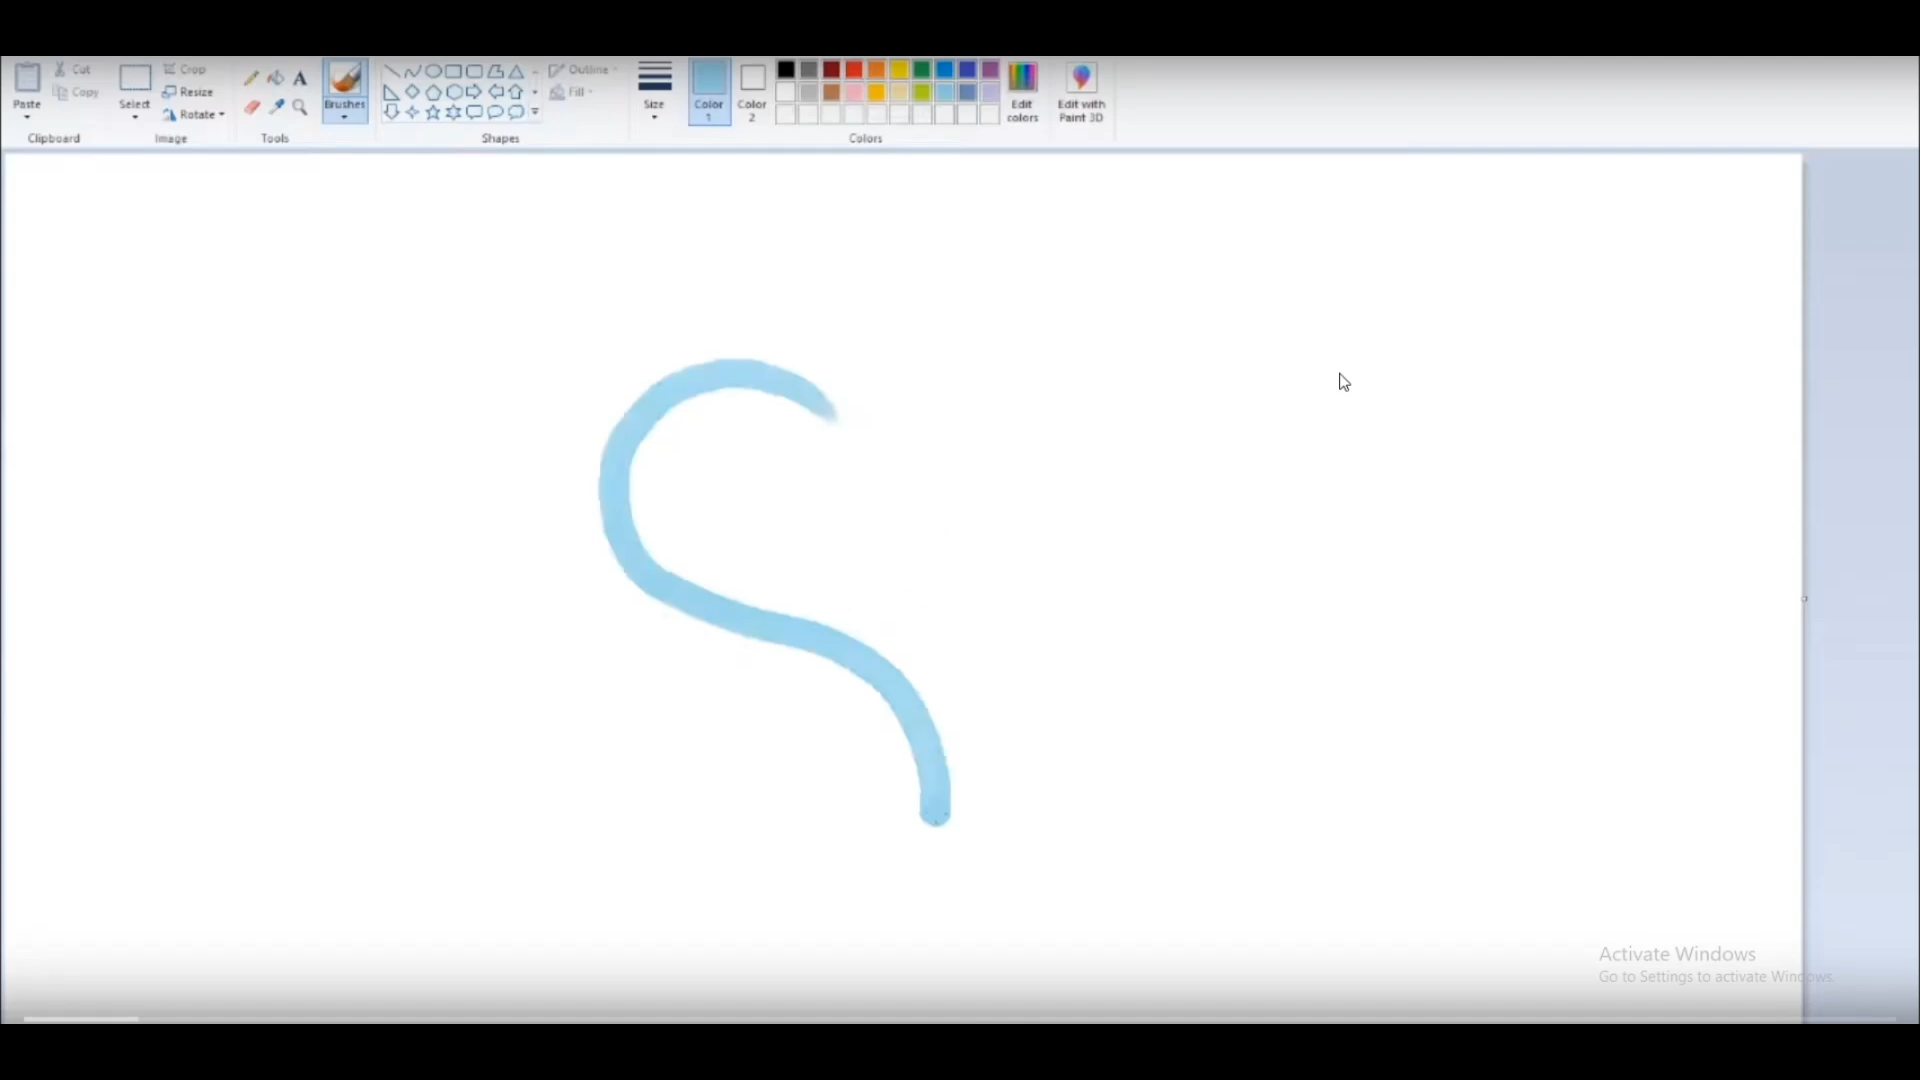 Cut
Copy
Paste
Clipboard
Select
Crop
Resize
Rotate
Image
A
Tools
Brushes
Shapes
Outline
Fill
Size
Color
1
Color
2
Colors
Edit
colors
Edit with
Paint 3D
Activate Windows
Go to Settings to activate Windows.